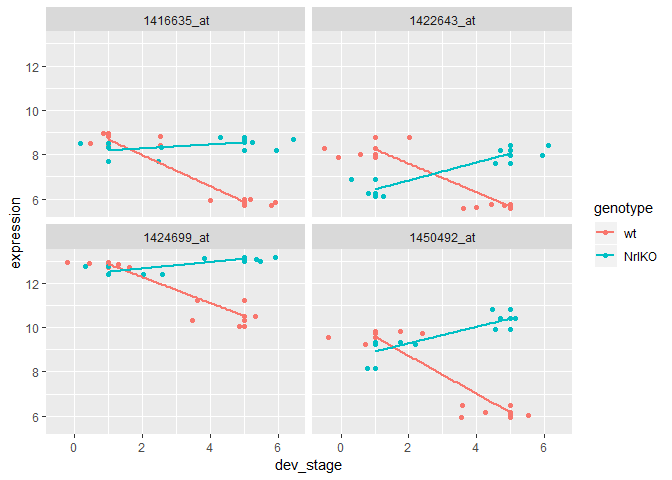 1416635_at 1422643_at
12
10
8
6
1424699_at 1450492_at
12
10
8
6
0 2 4 6 0 2 4 6
dev_stage
expression
genotype
wt
NrlKO